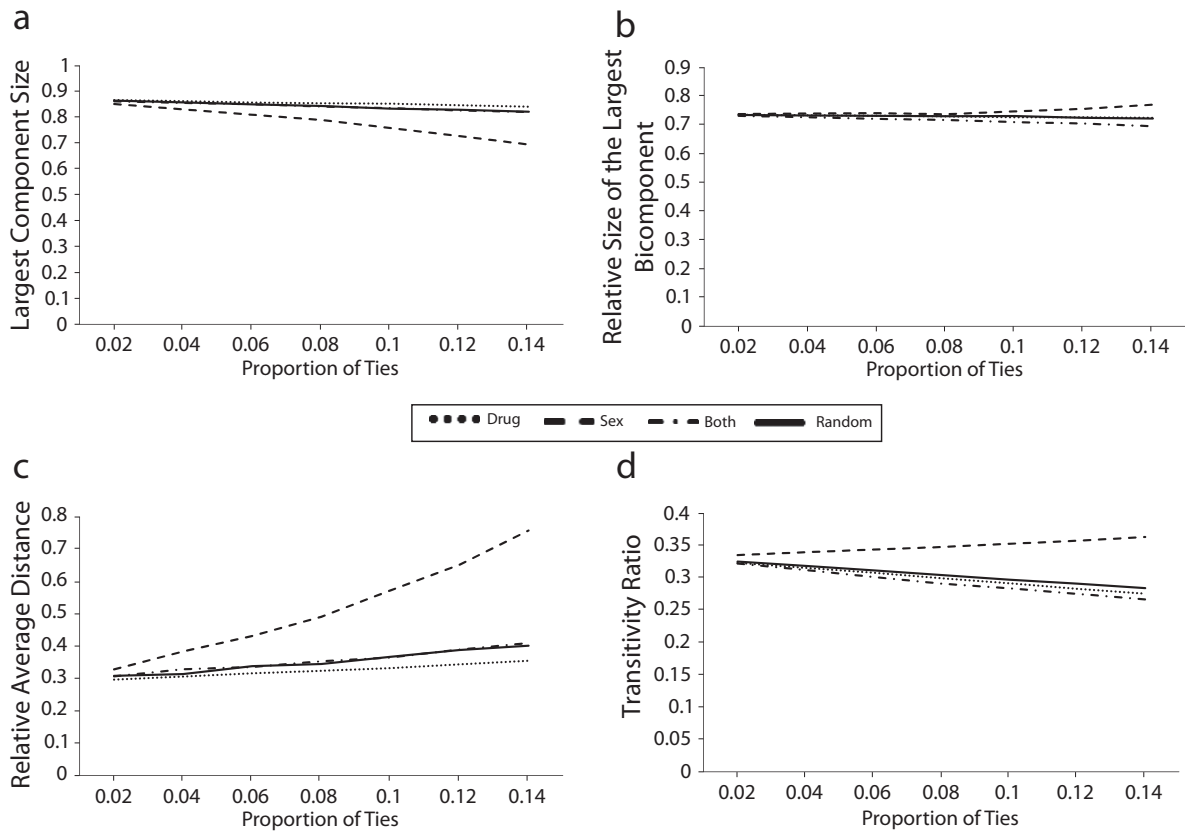 a
Largest Component Size
1
0.9
0.8
0.7
0.6
0.5
0.4
0.3
0.2
0.1
0
0.02 0.04 0.06 0.08 0.1 0.12 0.14
Proportion of Ties
b
Relative Size of the Largest
Bicomponent
0.9
0.8
0.7
0.6
0.5
0.4
0.3
0.2
0.1
0
0.02 0.04 0.06 0.08 0.1 0.12 0.14
Proportion of Ties
Drug Sex Both Random
c
Relative Average Distance
0.8
0.7
0.6
0.5
0.4
0.3
0.2
0.1
0
0.02 0.04 0.06 0.08 0.1 0.12 0.14
Proportion of Ties
d
Transitivity Ratio
0.4
0.35
0.3
0.25
0.2
0.15
0.1
0.05
0
0.02 0.04 0.06 0.08 0.1 0.12 0.14
Proportion of Ties